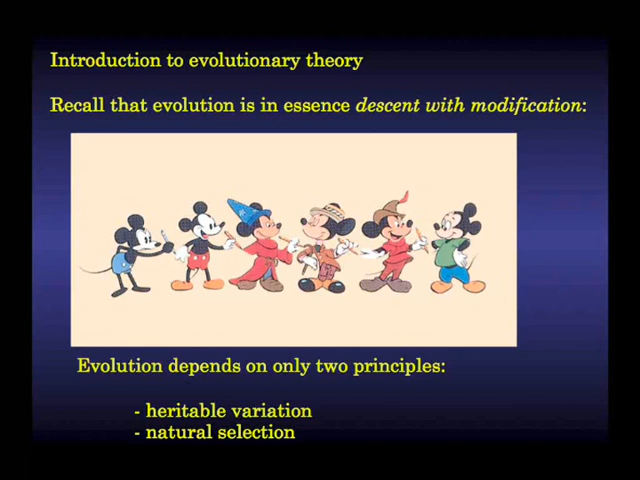 Introduction to evolutionary theory
Recall that evolution is in essence descent with modification:
Evolution depends on only two principles:
- heritable variation
- natural selection